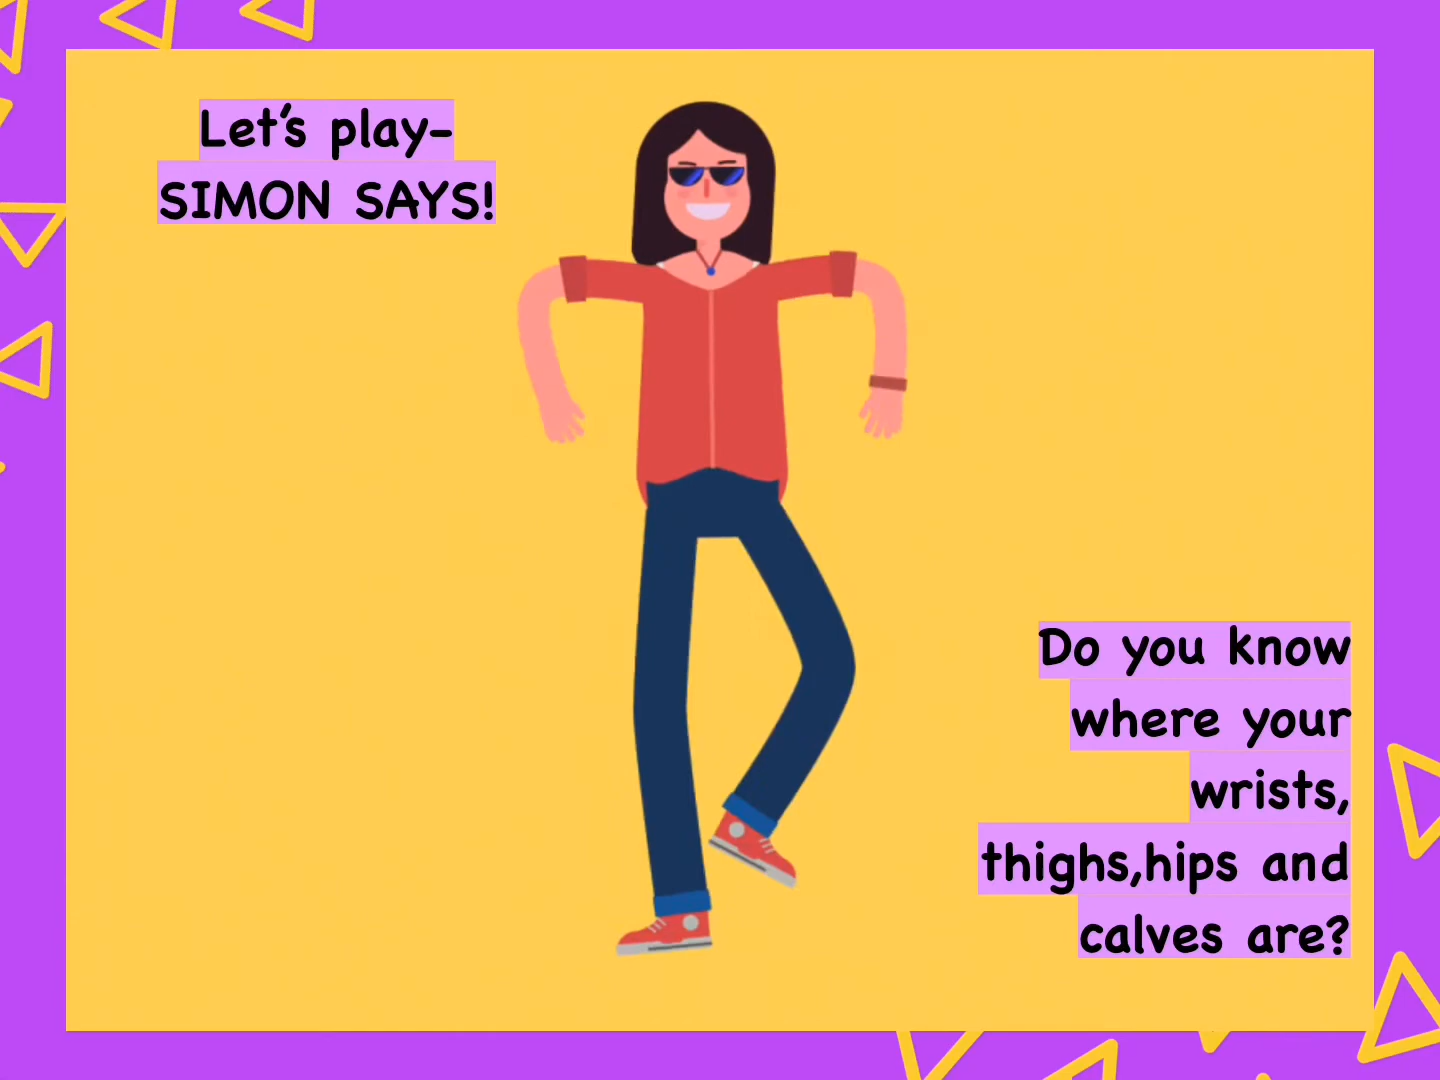 Let's play-
SIMON SAYS!
Do you know
where your
wrists,
thighs,hips and
calves are?